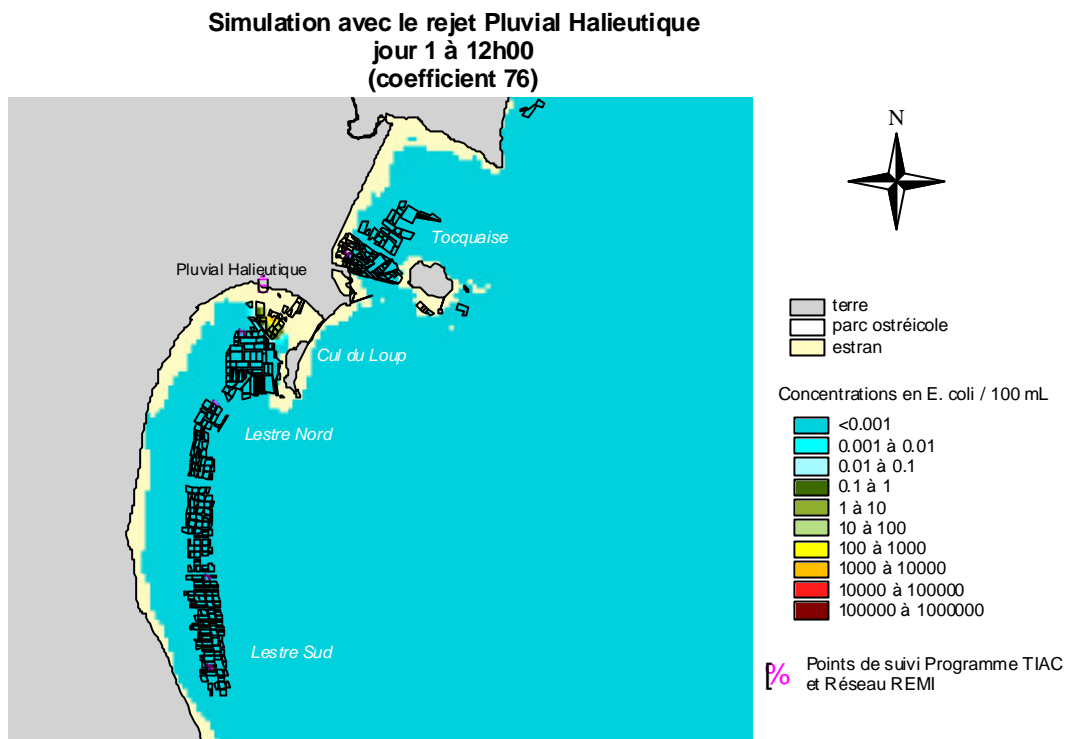 Simulation avec le rejet Pluvial Halieutique
jour 1 à 12h00
(coefficient 76)
N
Tocquaise
Pluvial Halieutique
Cul du Loup
Lestre Nord
Lestre Sud
terre
parc ostréicole
estran
Concentrations en E. coli / 100 mL
<0.001
0.001 à 0.01
0.01 à 0.1
0.1 à 1
1 à 10
10 à 100
100 à 1000
1000 à 10000
10000 à 100000
100000 à 1000000
[% Points de suivi Programme TIAC
et Réseau REMI